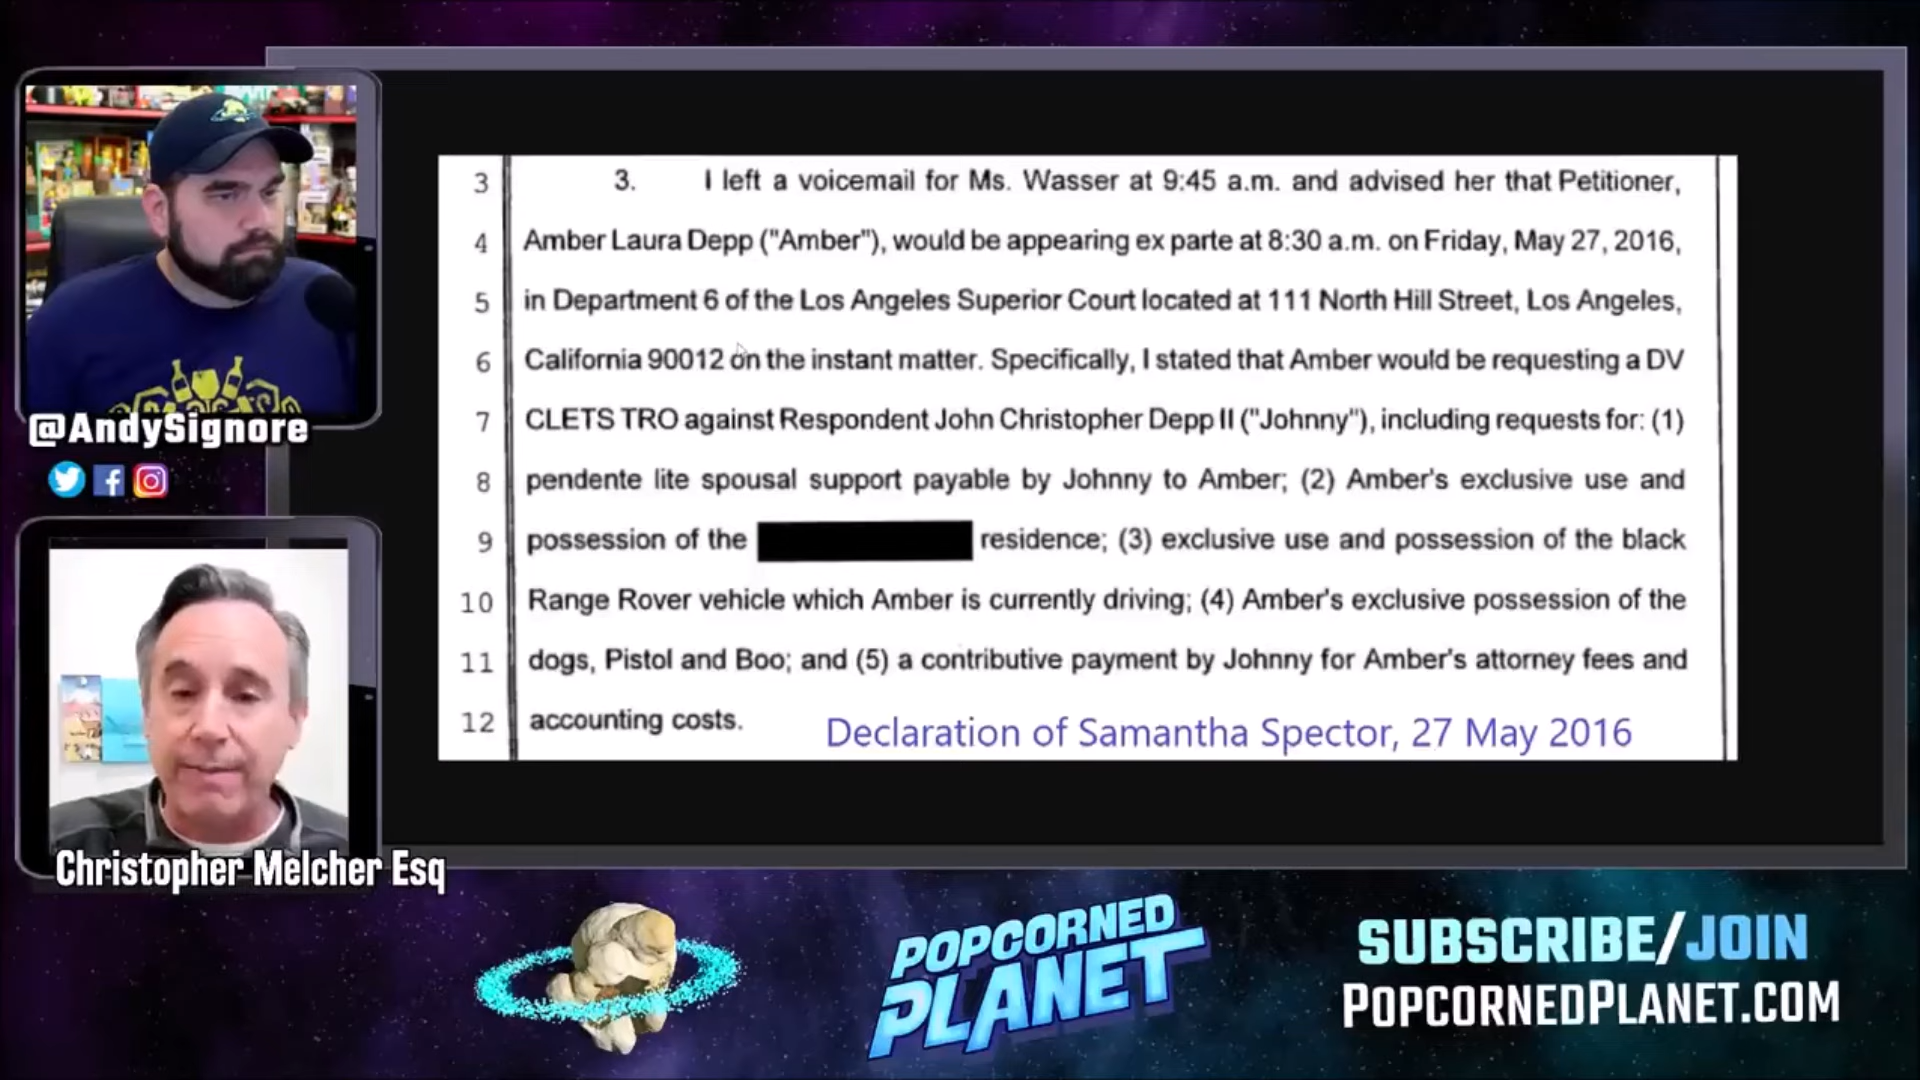 3 3. I left a voicemail for Ms. Wasser at 9:45 a.m. and advised her that Petitioner,
4 Amber Laura Depp ("Amber"), would be appearing ex parte at 8:30 a.m. on Friday, May 27, 2016,
5 in Department 6 of the Los Angeles Superior Court located at 111 North Hill Street, Los Angeles,
6 California 90012 on the instant matter. Specifically, I stated that Amber would be requesting a DV
7 CLETS TRO against Respondent John Christopher Depp II ("Johnny"), including requests for: (1)
8 pendente lite spousal support payable by Johnny to Amber; (2) Amber's exclusive use and
9 possession of the residence; (3) exclusive use and possession of the black
10 Range Rover vehicle which Amber is currently driving; (4) Amber's exclusive possession of the
11 dogs, Pistol and Boo; and (5) a contributive payment by Johnny for Amber's attorney fees and
12 accounting costs.
Declaration of Samantha Spector, 27 May 2016
@AndySignore
Christopher Melcher Esq
POPCORNED
PLANET
SUBSCRIBE/JOIN
POPCORNEDPLANET.COM